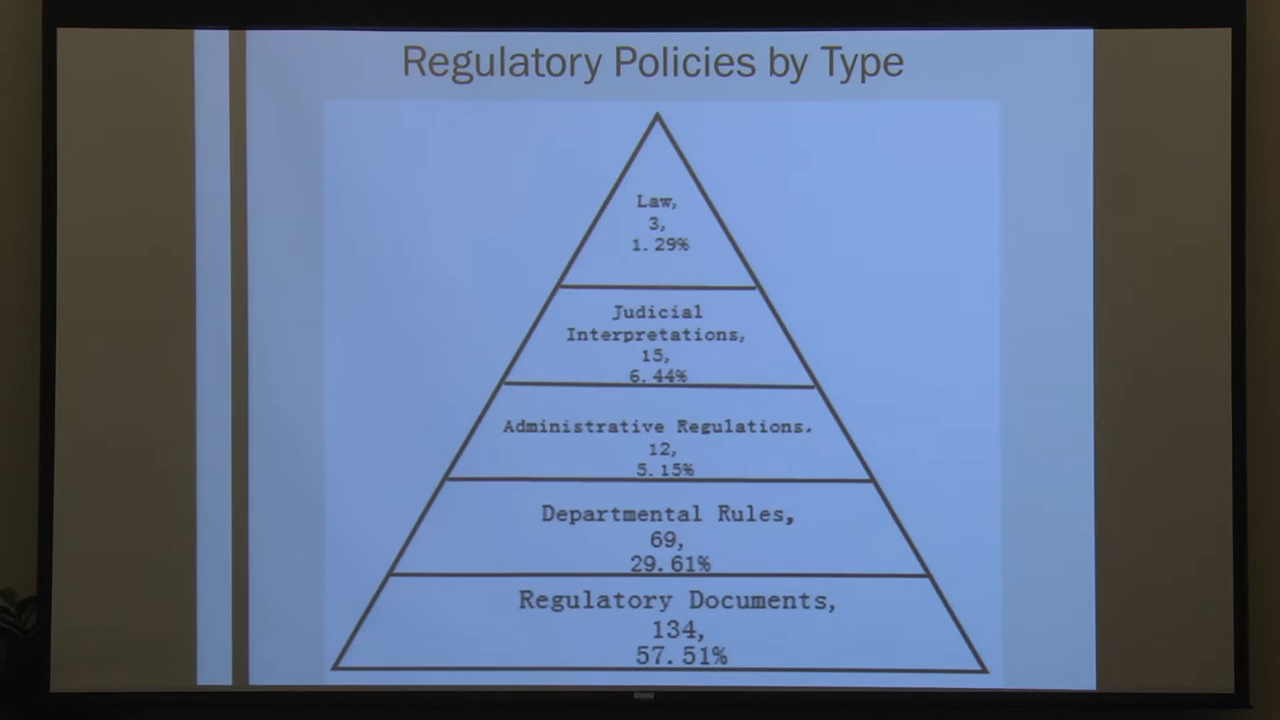 Regulatory Policies by Type
Law,
3,
1.29%
Judicial
Interpretations,
15,
6.44%
Administrative Regulations.
12,
5.15%
Departmental Rules,
69,
29.61%
Regulatory Documents,
134,
57.51%